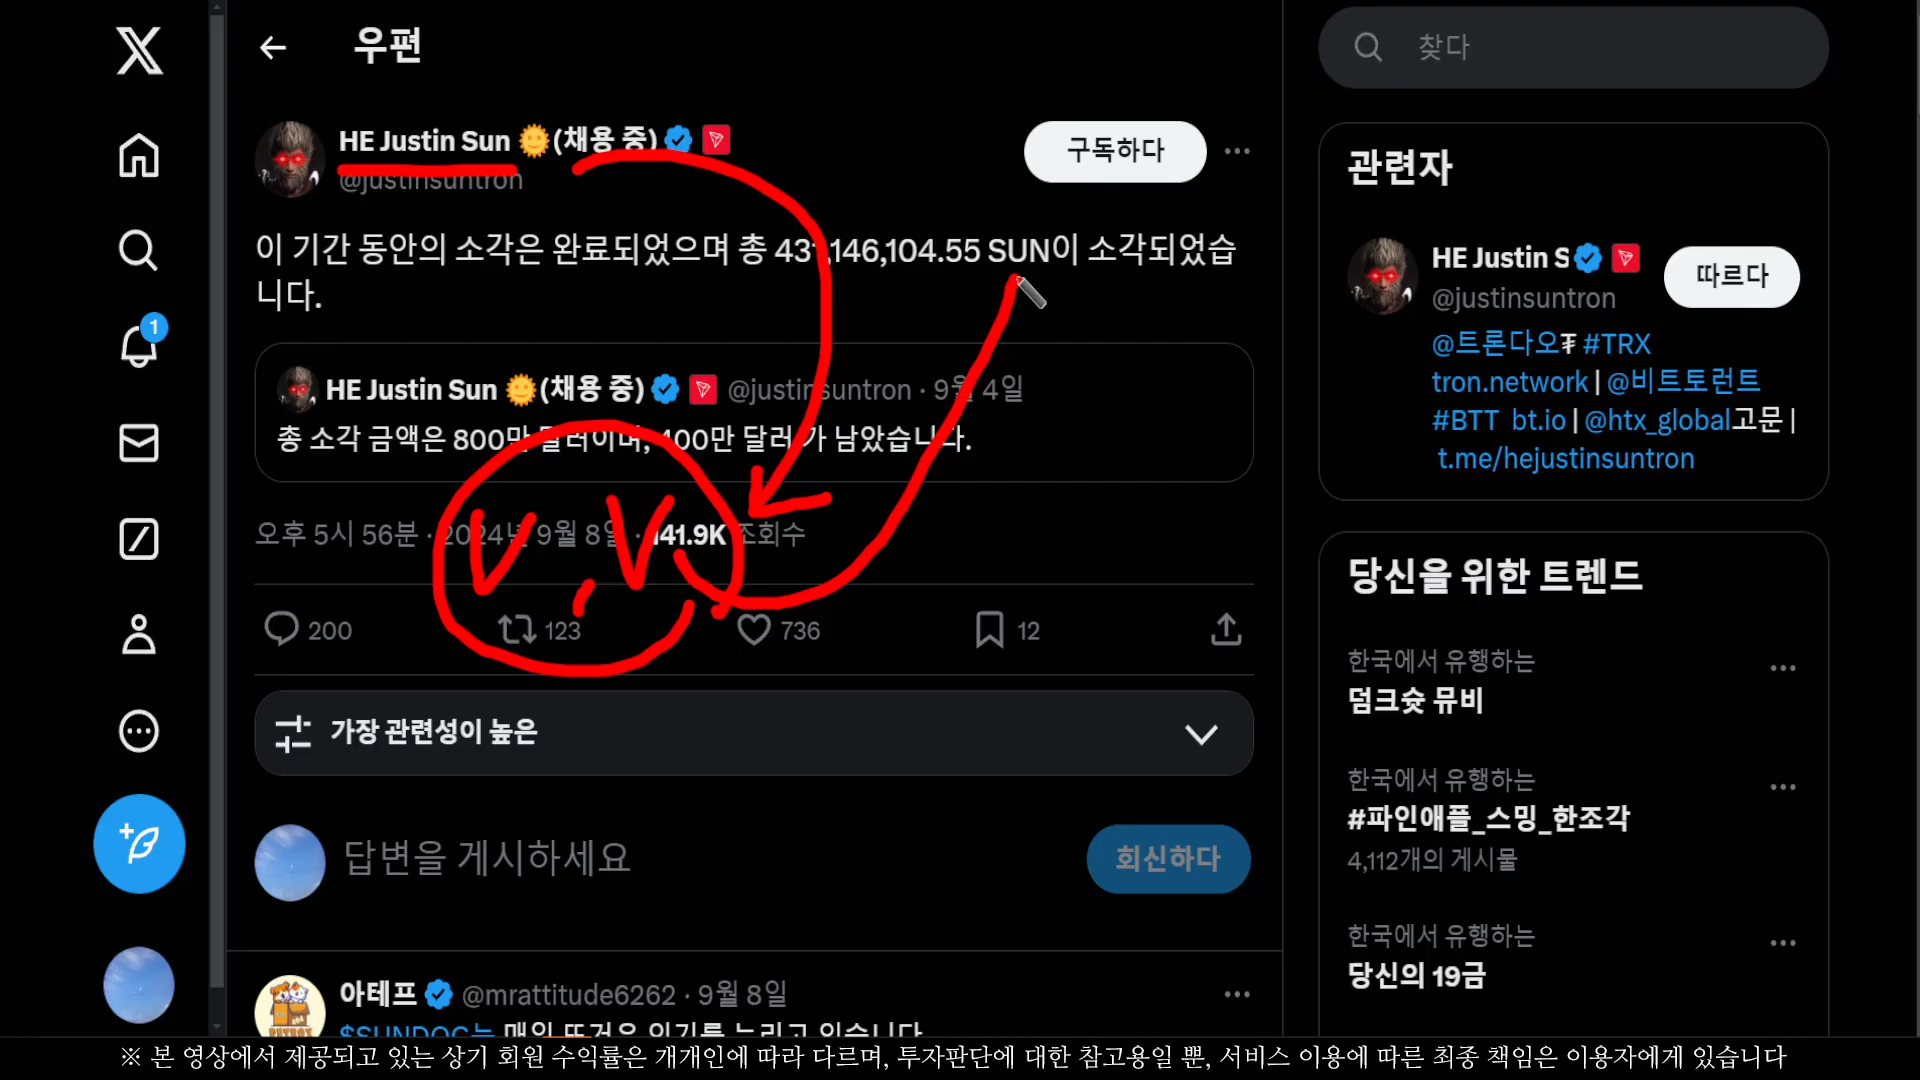 우편
HE Justin Sun (채용 중)
@justinsuntron
구독하다
이 기간 동안의 소각은 완료되었으며 총 431,146,104.55 SUN이 소각되었습
니다.
HE Justin Sun (채용 중) @justinsuntron · 9월 4일
총 소각 금액은 800만 달러이며, 400만 달러 가 남았습니다.
V, V
오후 5시 56분 · 2024년 9월 8일 · 141.9K 조회수
200 123 736 12
가장 관련성이 높은
답변을 게시하세요
회신하다
아테프 @mrattitude6262 · 9월 8일
$SUNDOG는 매일 뜨거운 인기를 누리고 있습니다
1
찾다
관련자
HE Justin S
@justinsuntron
따르다
@트론다오 #TRX
tron.network | @비트토런트
#BTT bt.io | @htx_global고문 |
t.me/hejustinsuntron
당신을 위한 트렌드
한국에서 유행하는
덤크슛 뮤비
한국에서 유행하는
#파인애플_스밍_한조각
4,112개의 게시물
한국에서 유행하는
당신의 19금
※ 본 영상에서 제공되고 있는 상기 회원 수익률은 개개인에 따라 다르며, 투자판단에 대한 참고용일 뿐, 서비스 이용에 따른 최종 책임은 이용자에게 있습니다